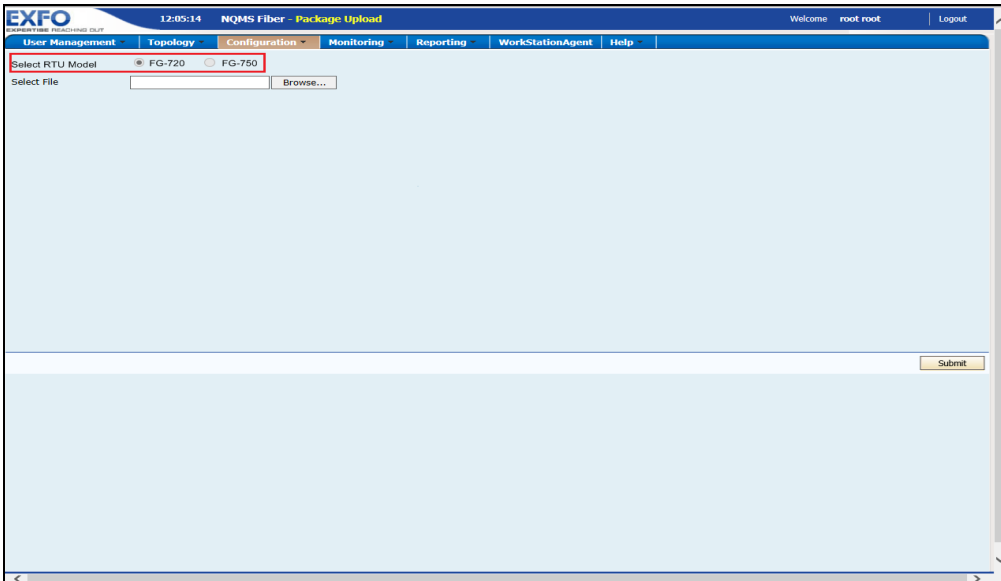 EXFO
EXPERTISE REACHING OUT
12:05:14 NQMS Fiber - Package Upload Welcome root root Logout
User Management Topology Configuration Monitoring Reporting WorkStationAgent Help
Select RTU Model FG-720 FG-750
Select File Browse...
Submit